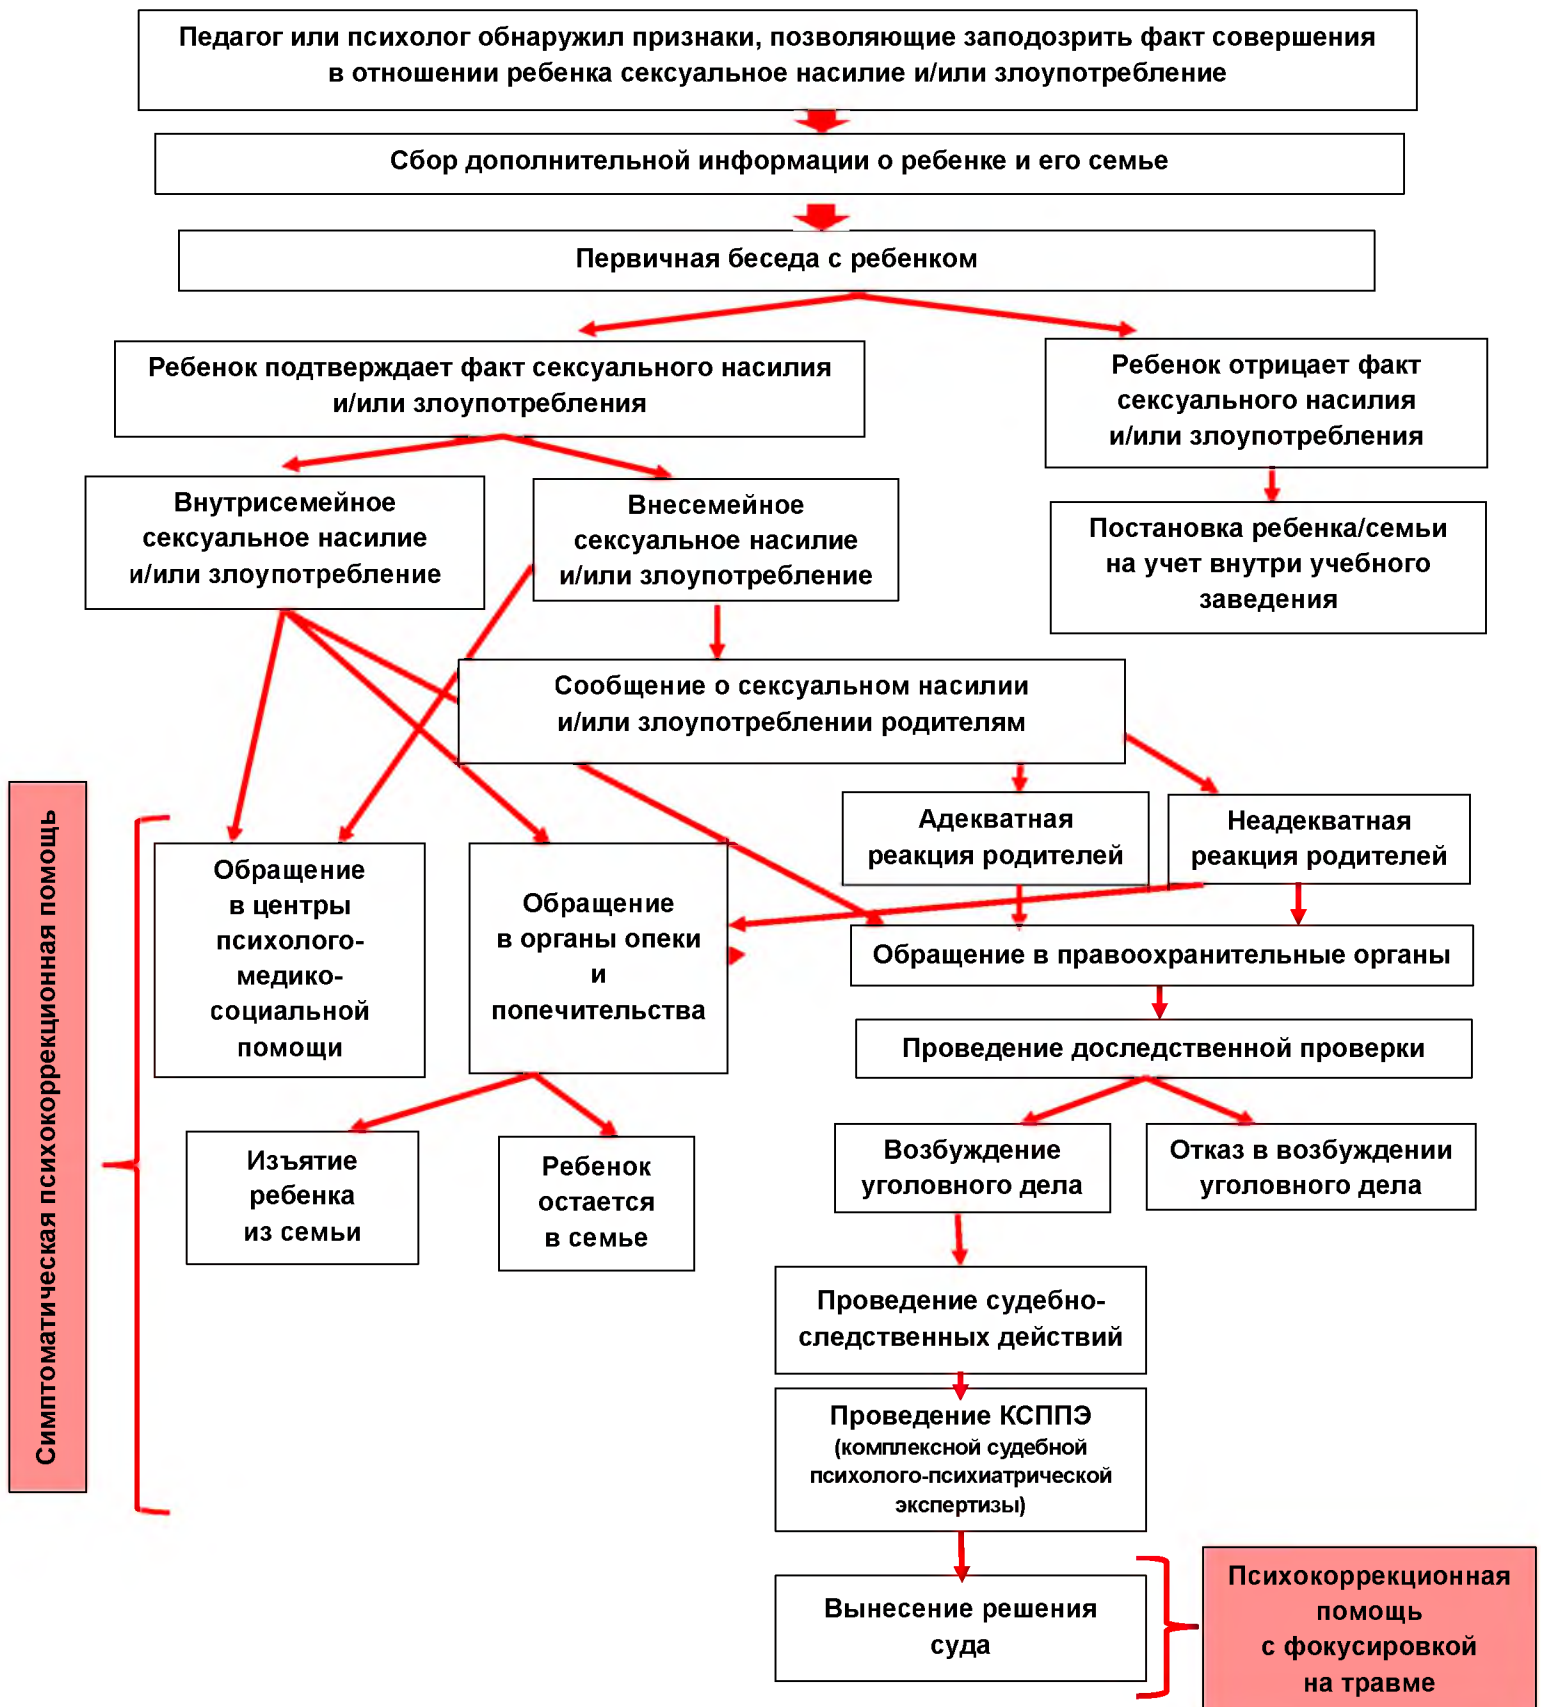 Педагог или психолог обнаружил признаки, позволяющие заподозрить факт совершения
в отношении ребенка сексуальное насилие и/или злоупотребление
Сбор дополнительной информации о ребенке и его семье
Первичная беседа с ребенком
Ребенок подтверждает факт сексуального насилия
и/или злоупотребления
Ребенок отрицает факт
сексуального насилия
и/или злоупотребления
Внутрисемейное
сексуальное насилие
и/или злоупотребление
Внесемейное
сексуальное насилие
и/или злоупотребление
Постановка ребенка/семьи
на учет внутри учебного
заведения
Сообщение о сексуальном насилии
и/или злоупотреблении родителям
Адекватная
реакция родителей
Неадекватная
реакция родителей
Симптоматическая психокоррекционная помощь
Обращение
в центры
психолого-
медико-
социальной
помощи
Обращение
в органы опеки
и
попечительства
Обращение в правоохранительные органы
Проведение доследственной проверки
Изъятие
ребенка
из семьи
Ребенок
остается
в семье
Возбуждение
уголовного дела
Отказ в возбуждении
уголовного дела
Проведение судебно-
следственных действий
Проведение КСППЭ
(комплексной судебной
психолого-психиатрической
экспертизы)
Вынесение решения
суда
Психокоррекционная
помощь
с фокусировкой
на травме